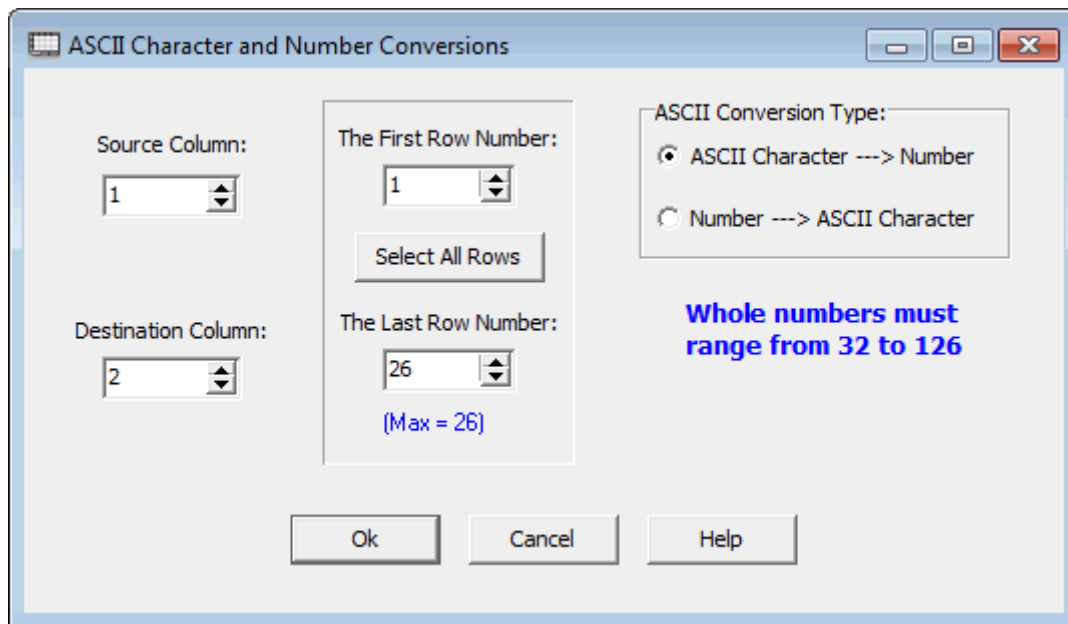 ASCII Character and Number Conversions
Source Column:
1
Destination Column:
2
The First Row Number:
1
Select All Rows
The Last Row Number:
26
(Max = 26)
ASCII Conversion Type:
ASCII Character ---> Number
Number ---> ASCII Character
Whole numbers must
range from 32 to 126
Ok
Cancel
Help